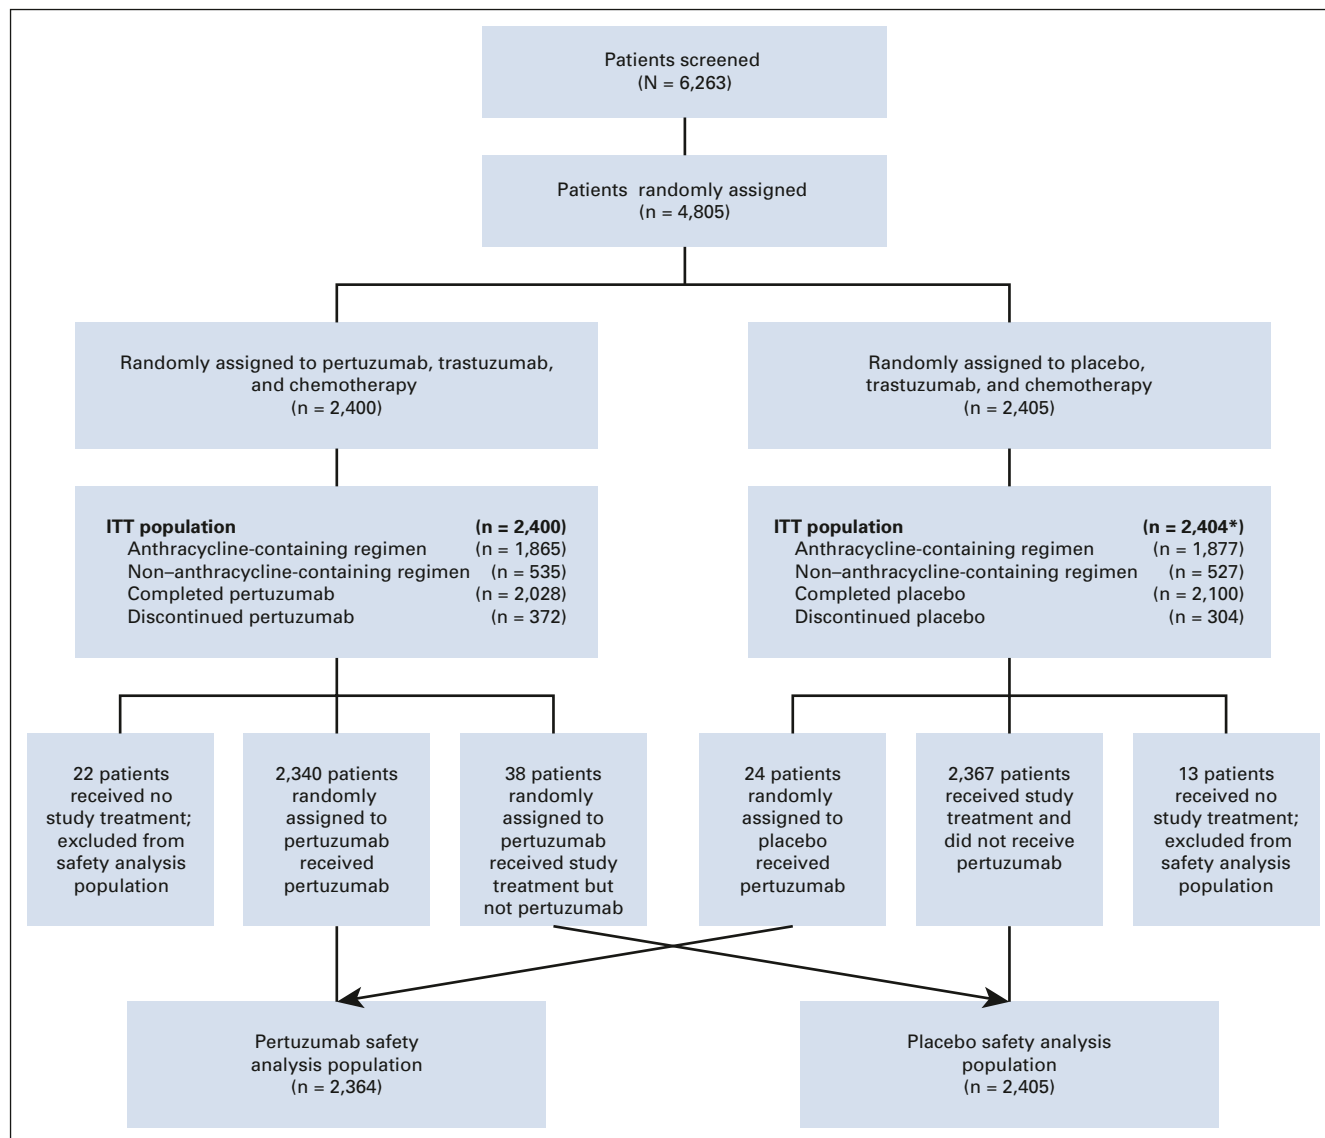 Patients screened
(N = 6,263)
Patients randomly assigned
(n = 4,805)
Randomly assigned to pertuzumab, trastuzumab,
and chemotherapy
(n = 2,400)
Randomly assigned to placebo,
trastuzumab, and chemotherapy
(n = 2,405)
ITT population (n = 2,400)
Anthracycline-containing regimen (n = 1,865)
Non–anthracycline-containing regimen (n = 535)
Completed pertuzumab (n = 2,028)
Discontinued pertuzumab (n = 372)
ITT population (n = 2,404*)
Anthracycline-containing regimen (n = 1,877)
Non–anthracycline-containing regimen (n = 527)
Completed placebo (n = 2,100)
Discontinued placebo (n = 304)
22 patients
received no
study treatment;
excluded from
safety analysis
population
2,340 patients
randomly
assigned to
pertuzumab
received
pertuzumab
38 patients
randomly
assigned to
pertuzumab
received study
treatment but
not pertuzumab
24 patients
randomly
assigned to
placebo
received
pertuzumab
2,367 patients
received study
treatment and
did not receive
pertuzumab
13 patients
received no
study treatment;
excluded from
safety analysis
population
Pertuzumab safety
analysis population
(n = 2,364)
Placebo safety analysis
population
(n = 2,405)